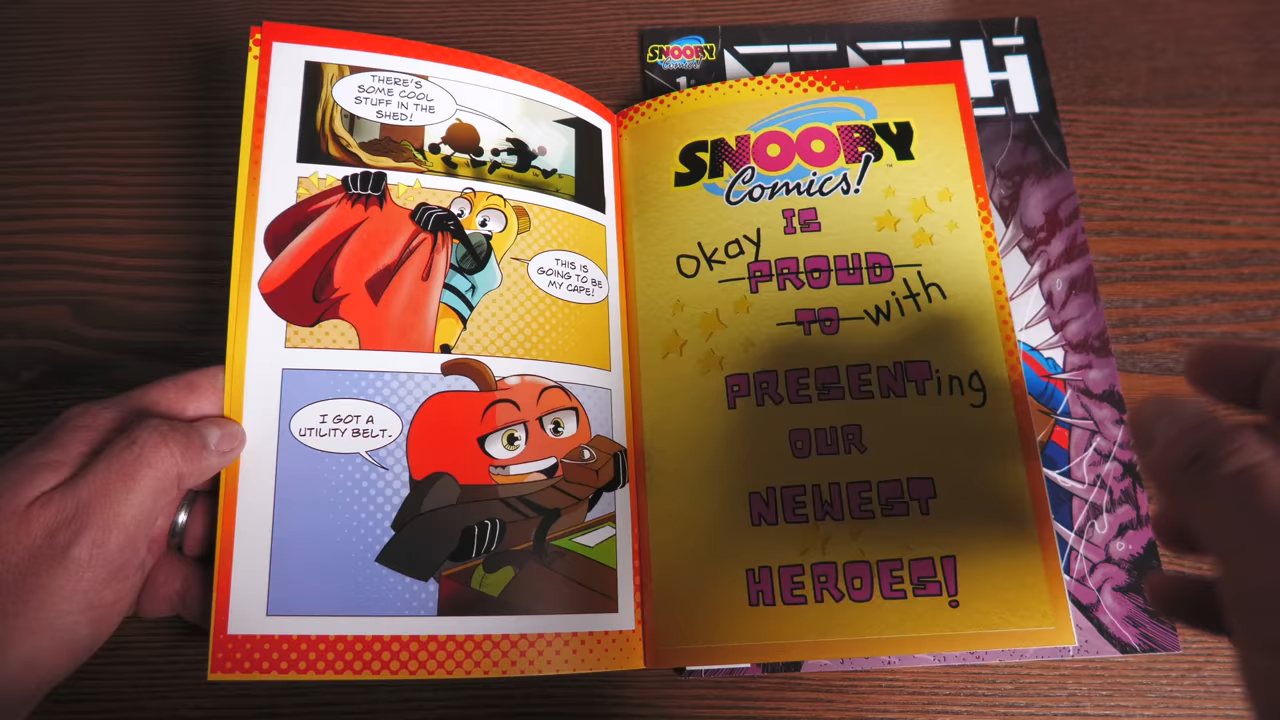 THERE'S
SOME COOL
STUFF IN THE
SHED!
THIS IS
GOING TO BE
MY CAPE!
I GOT A
UTILITY BELT.
SNOOBY
Comics!
IS
okay PROUD
TO with
PRESENTing
OUR
NEWEST
HEROES!
SNOOBY
Comics!